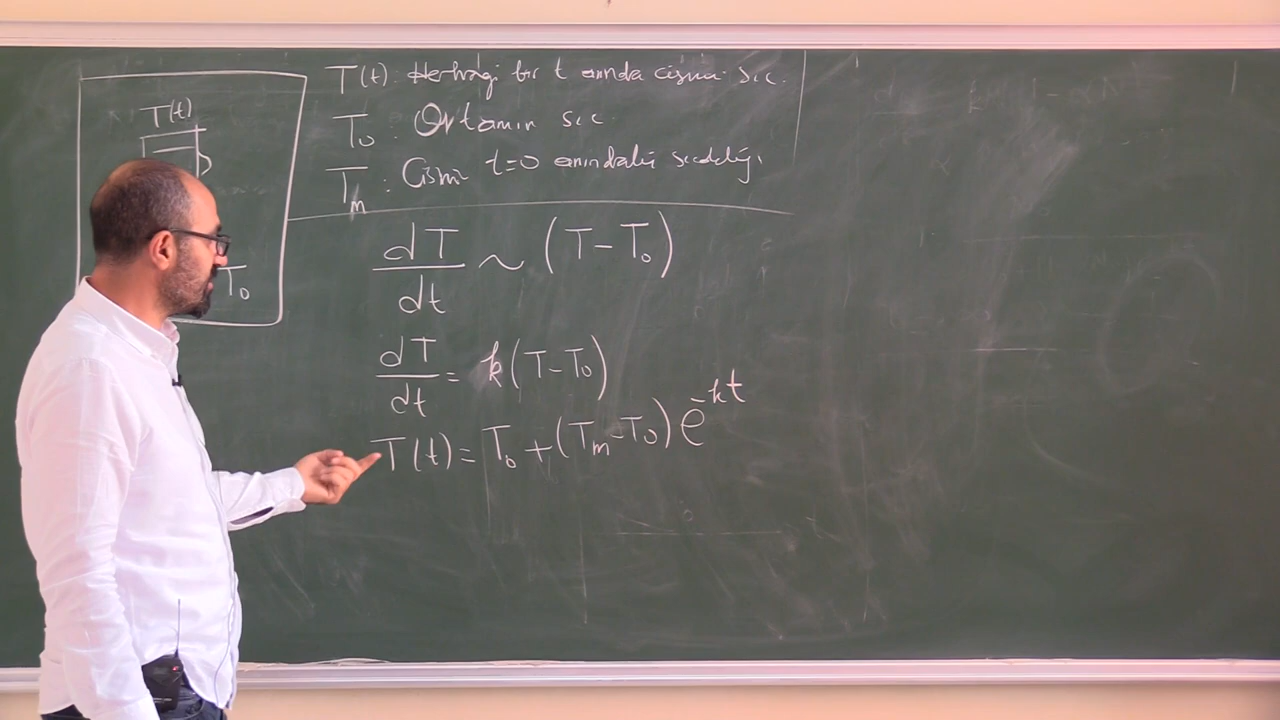 T(t)
T₀
T(t): Herhangi bir t anında cismin sıc.
T₀ : Ortamın sıc.
Tₘ : Cismin t=0 anındaki sıcaklığı.
dT/dt ~ (T-T₀)
dT/dt = k(T-T₀)
T(t) = T₀ + (Tₘ-T₀) e^-kt